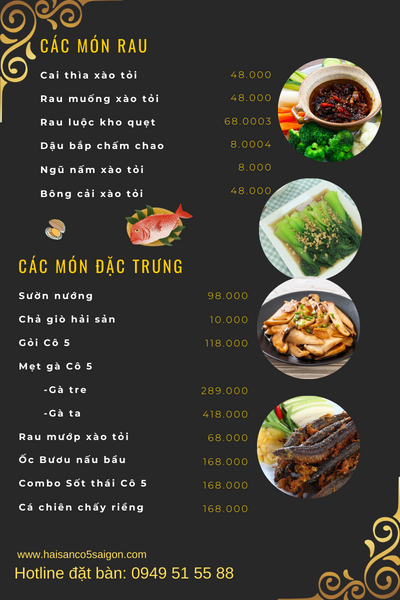 CÁC MÓN RAU
Cai thìa xào tỏi 48.000
Rau muống xào tỏi 48.000
Rau luộc kho quẹt 68.0003
Dậu bắp chấm chao 8.0004
Ngũ nấm xào tỏi 8.000
Bông cải xào tỏi 48.000
CÁC MÓN ĐẶC TRƯNG
Sườn nướng 98.000
Chả giò hải sản 10.000
Gỏi Cô 5 118.000
Mẹt gà Cô 5
-Gà tre 289.000
-Gà ta 418.000
Rau mướp xào tỏi 68.000
Ốc Bươu nấu bầu 168.000
Combo Sốt thái Cô 5 168.000
Cá chiên chấy riềng 168.000
www.haisanco5saigon.com
Hotline đặt bàn: 0949 51 55 88